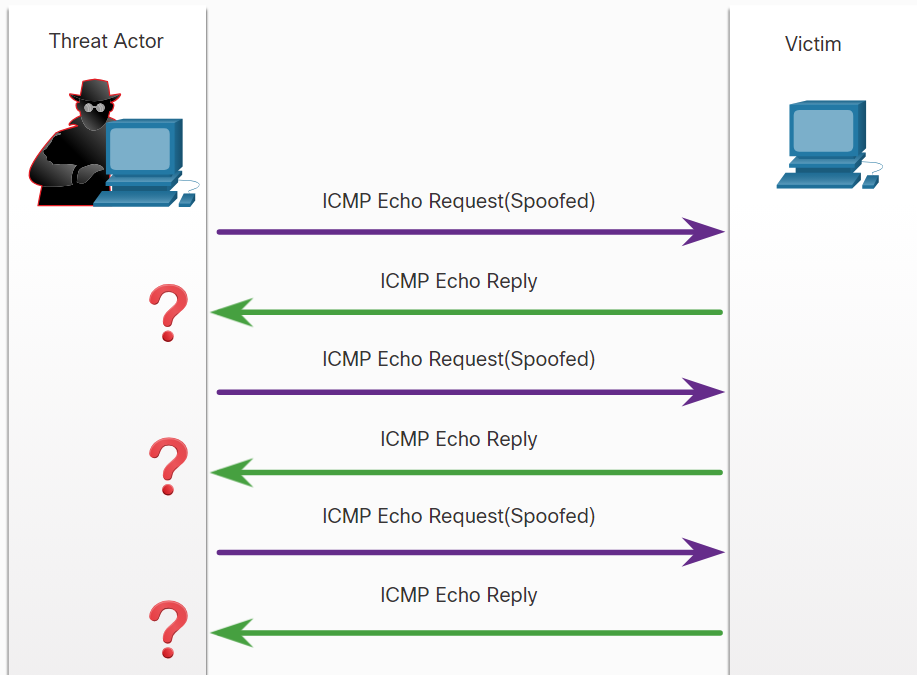 Threat Actor
Victim
ICMP Echo Request(Spoofed)
ICMP Echo Reply
ICMP Echo Request(Spoofed)
ICMP Echo Reply
ICMP Echo Request(Spoofed)
ICMP Echo Reply